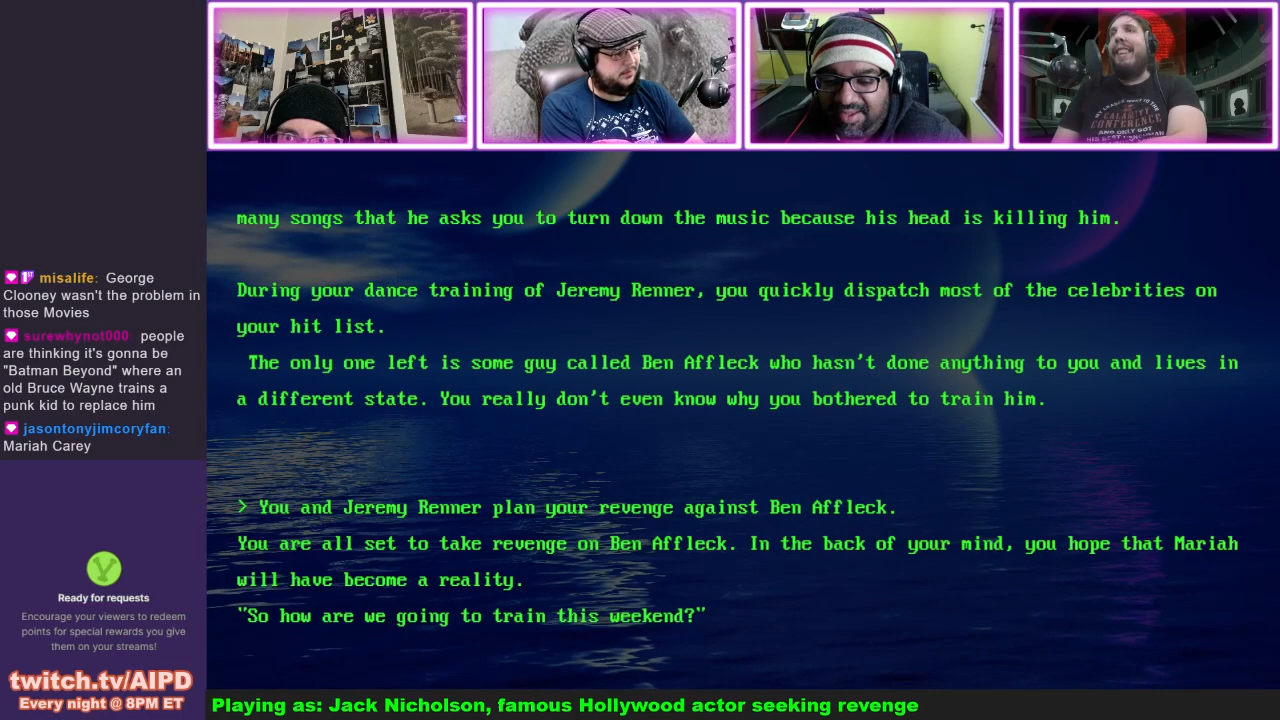 many songs that he asks you to turn down the music because his head is killing him.
During your dance training of Jeremy Renner, you quickly dispatch most of the celebrities on
your hit list.
The only one left is some guy called Ben Affleck who hasn't done anything to you and lives in
a different state. You really don't even know why you bothered to train him.
> You and Jeremy Renner plan your revenge against Ben Affleck.
You are all set to take revenge on Ben Affleck. In the back of your mind, you hope that Mariah
will have become a reality.
"So how are we going to train this weekend?"
misalife: George
Clooney wasn't the problem in
those Movies
surewhynot000: people
are thinking it's gonna be
"Batman Beyond" where an
old Bruce Wayne trains a
punk kid to replace him
jasontonyjimcoryfan:
Mariah Carey
Ready for requests
Encourage your viewers to redeem
points for special rewards you give
them on your streams!
twitch.tv/AIPD
Every night @ 8PM ET
Playing as: Jack Nicholson, famous Hollywood actor seeking revenge
CALAMITY
CONFERENCE
AND ONLY GOT